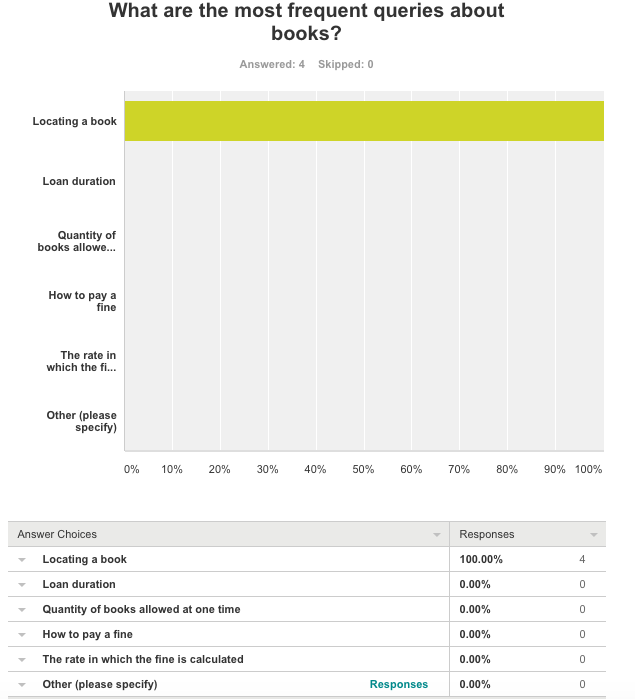 What are the most frequent queries about
books?
Answered: 4 Skipped: 0
Locating a book
Loan duration
Quantity of
books allowe...
How to pay a
fine
The rate in
which the fi...
Other (please
specify)
0% 10% 20% 30% 40% 50% 60% 70% 80% 90% 100%
Answer Choices Responses
Locating a book 100.00% 4
Loan duration 0.00% 0
Quantity of books allowed at one time 0.00% 0
How to pay a fine 0.00% 0
The rate in which the fine is calculated 0.00% 0
Other (please specify) Responses 0.00% 0